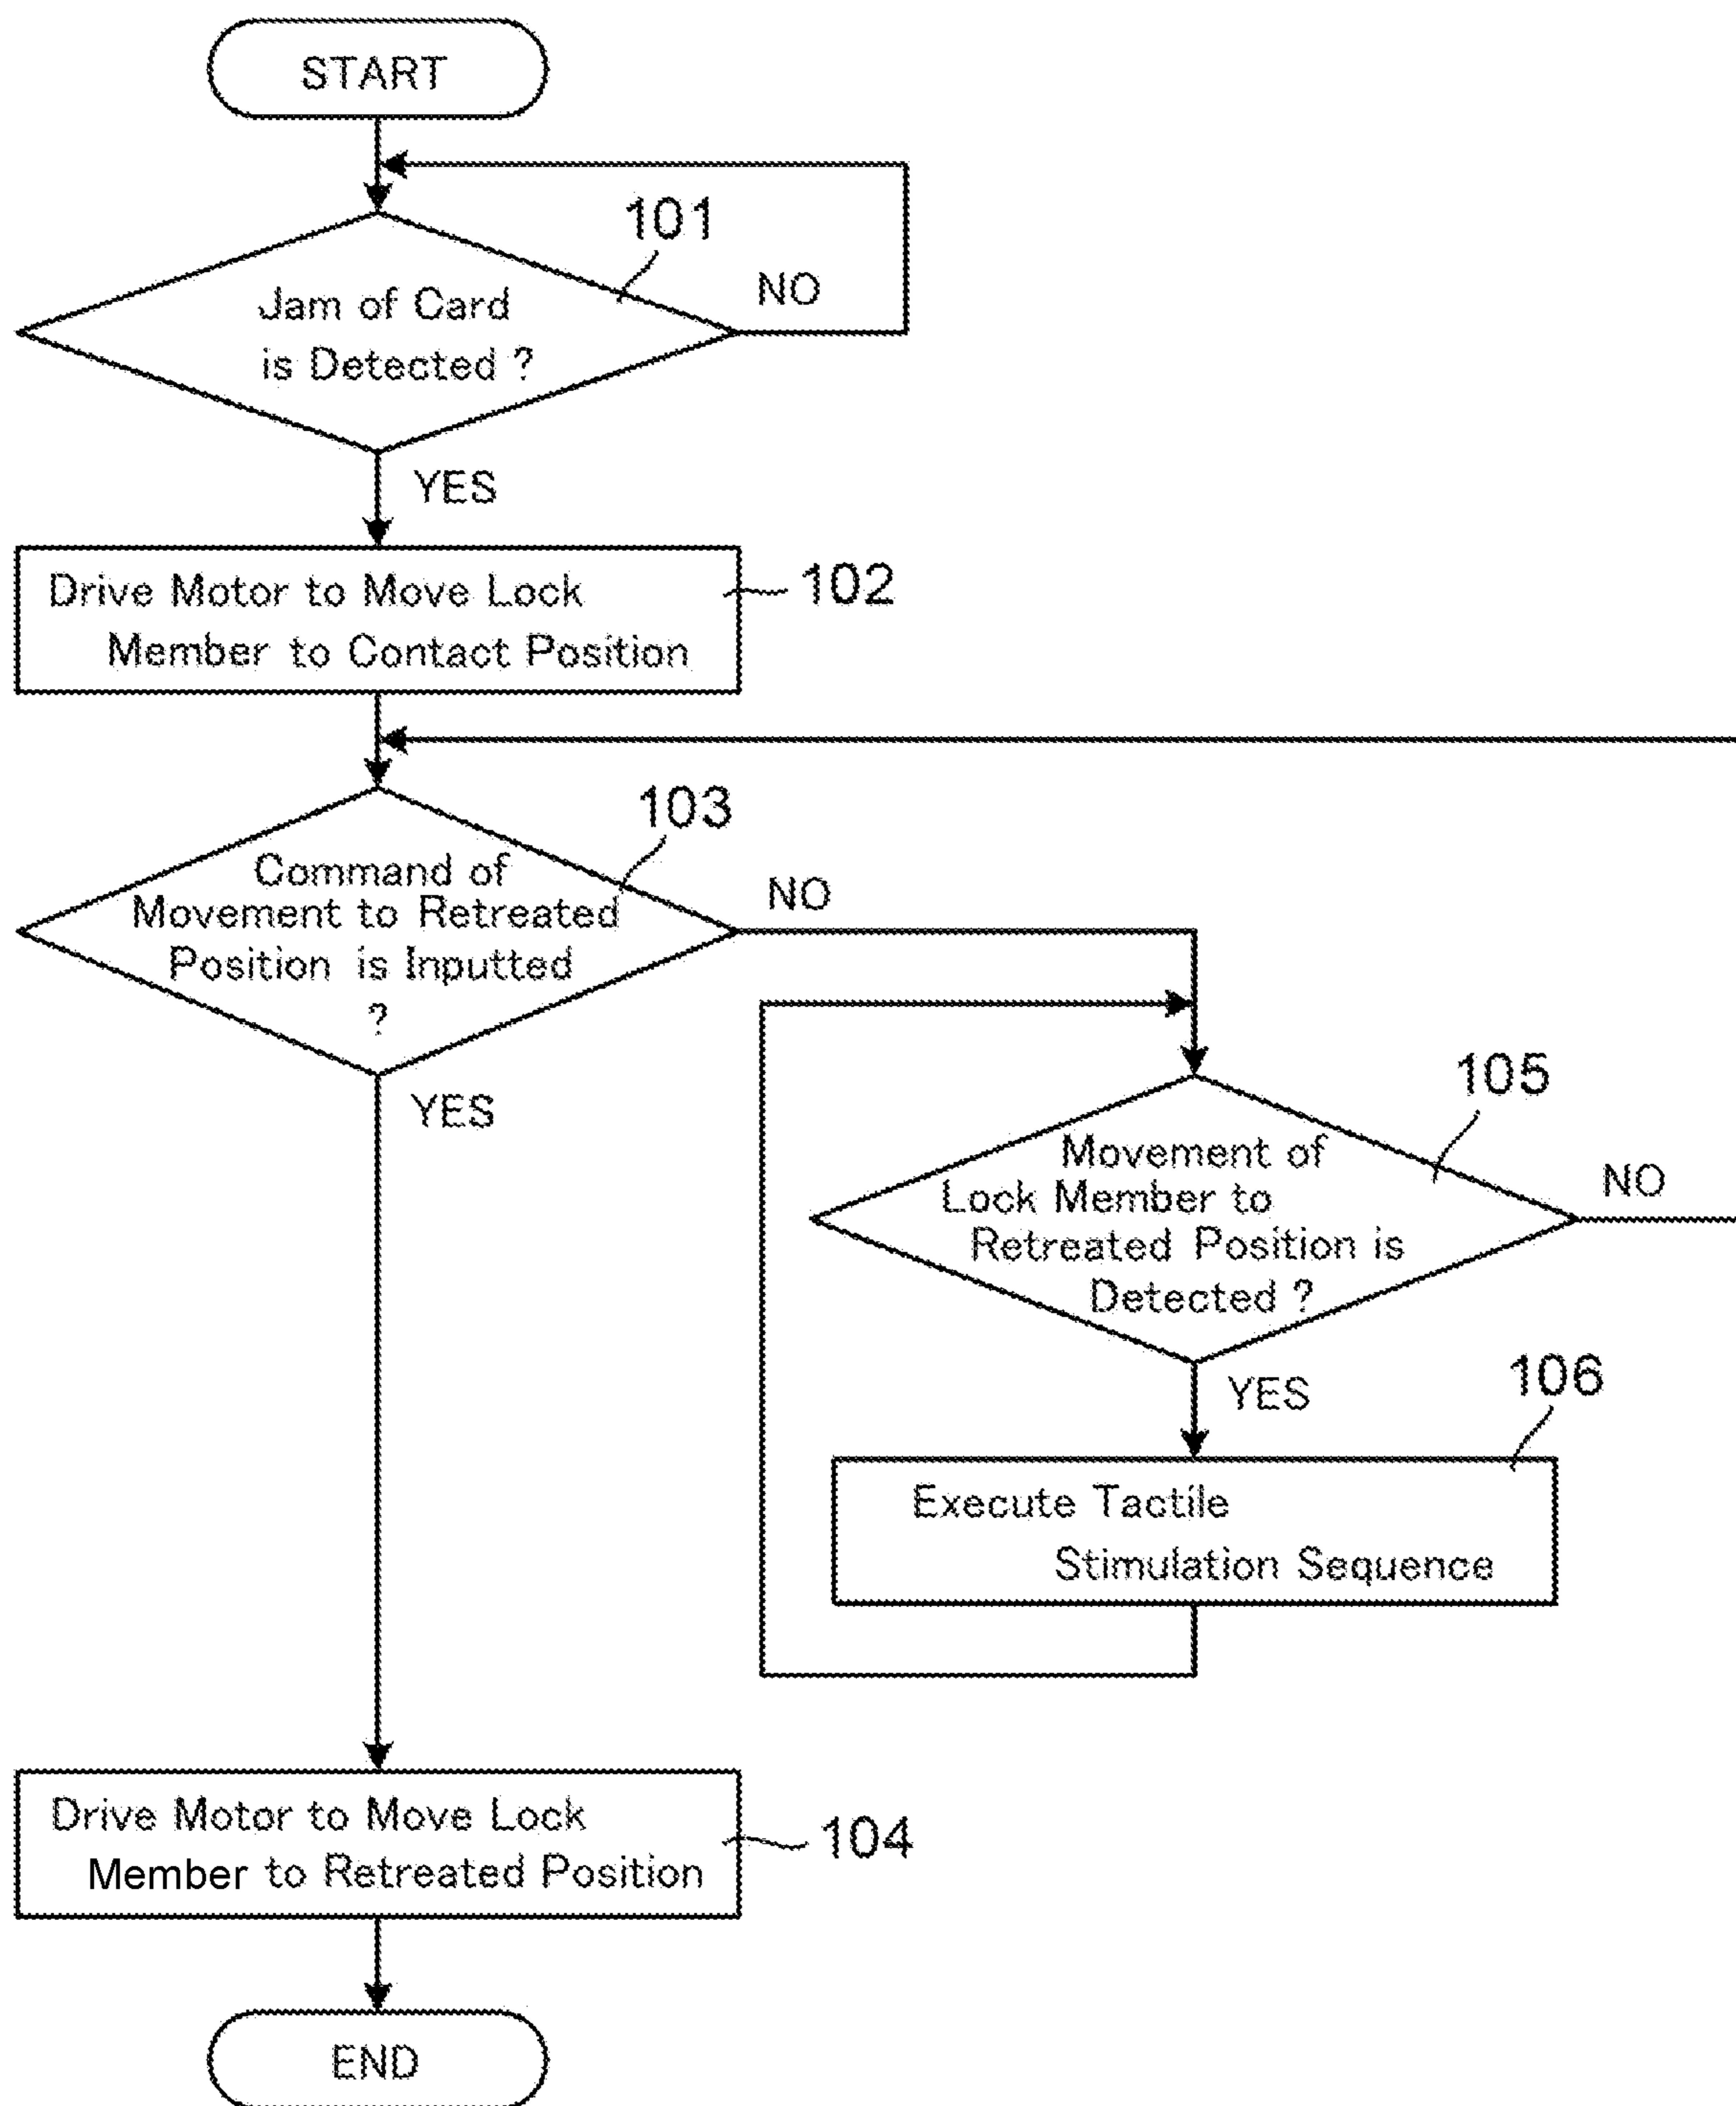 START
101
Jam of Card
is Detected ?
NO
YES
Drive Motor to Move Lock
Member to Contact Position
102
103
Command of
Movement to Retreated
Position is Inputted
?
NO
YES
105
Movement of
Lock Member to
Retreated Position is
Detected ?
NO
YES
106
Execute Tactile
Stimulation Sequence
Drive Motor to Move Lock
Member to Retreated Position
104
END